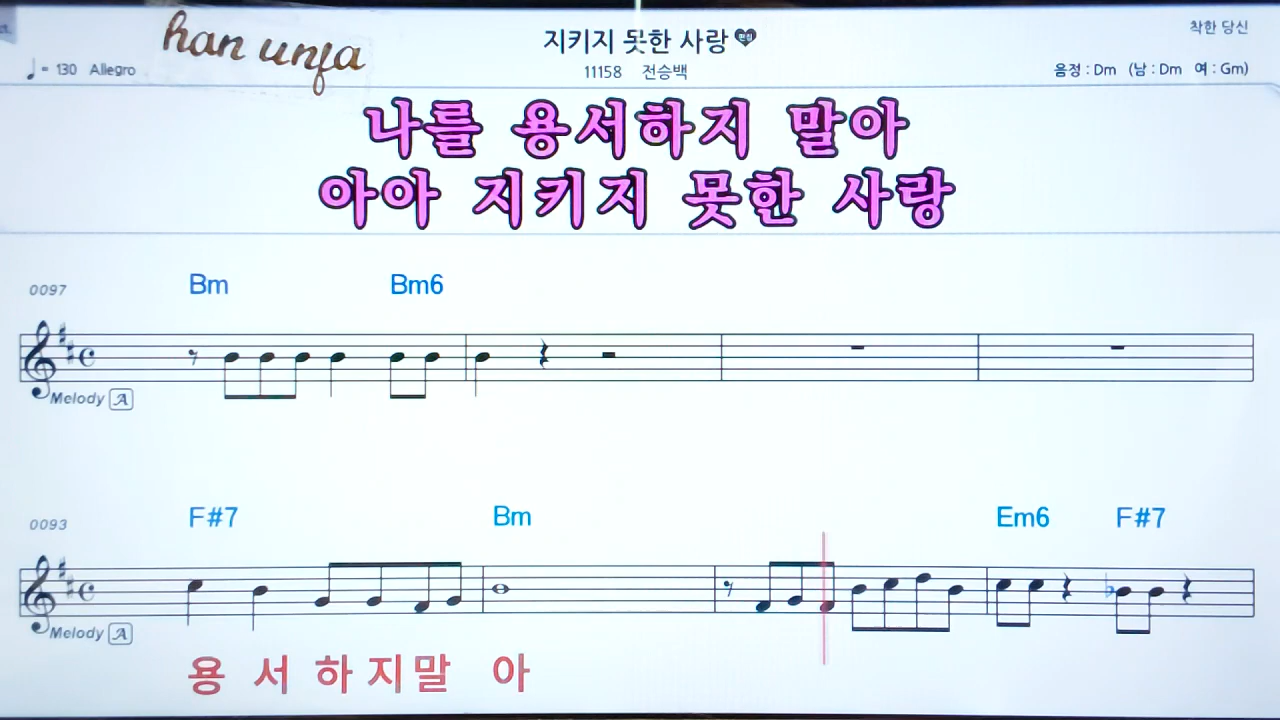 han unja
지키지 못한 사랑
편집
착한 당신
♩= 130 Allegro
11158 전승백
음정 : Dm (남 : Dm 여 : Gm)
나를 용서하지 말아
아아 지키지 못한 사랑
Bm Bm6
0097
Melody A
F#7 Bm Em6 F#7
0093
Melody A
용 서 하 지 말 아